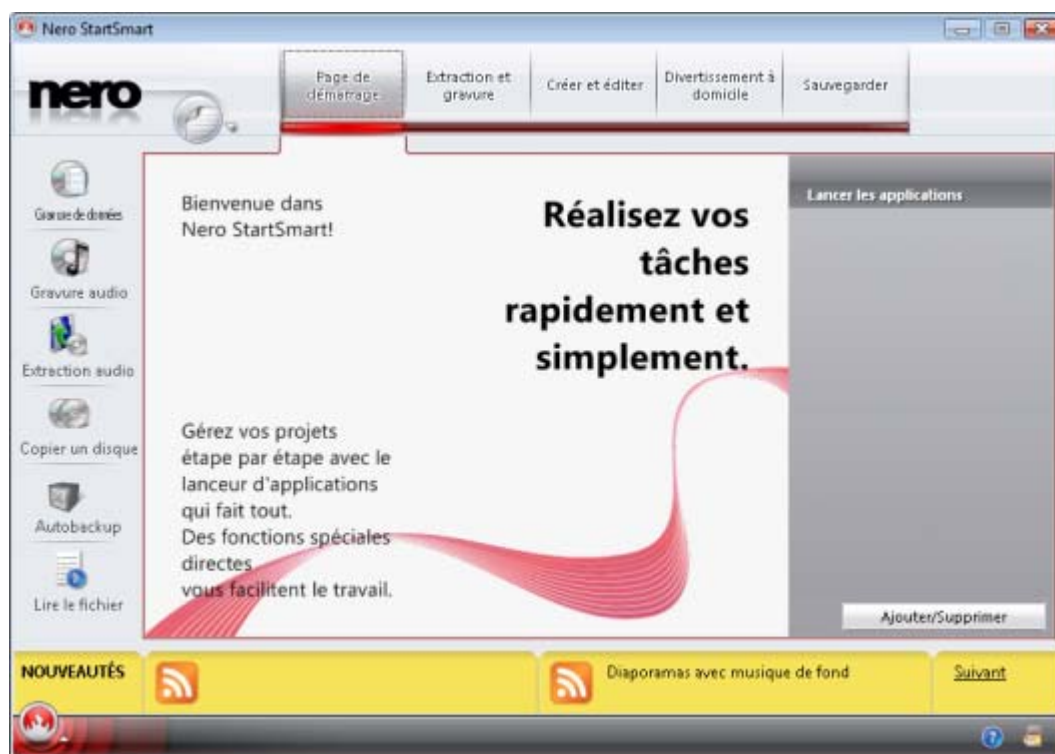 Nero StartSmart
nero
Page de
démarrage
Extraction et
gravure
Créer et éditer
Divertissement à
domicile
Sauvegarder
Gravure de données
Gravure audio
Extraction audio
Copier un disque
Autobackup
Lire le fichier
Bienvenue dans
Nero StartSmart!
Réalisez vos
tâches
rapidement et
simplement.
Gérez vos projets
étape par étape avec le
lanceur d'applications
qui fait tout.
Des fonctions spéciales
directes
vous facilitent le travail.
Lancer les applications
Ajouter/Supprimer
NOUVEAUTÉS
Diaporamas avec musique de fond
Suivant